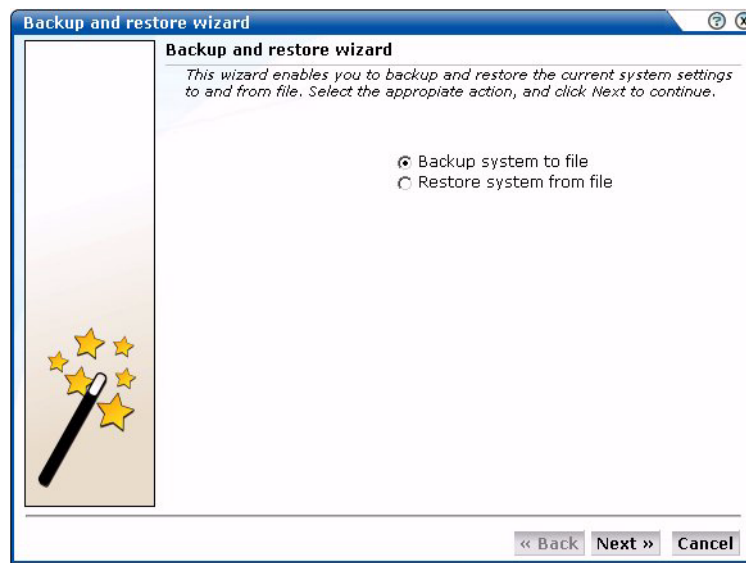 Backup and restore wizard
Backup and restore wizard
This wizard enables you to backup and restore the current system settings
to and from file. Select the appropiate action, and click Next to continue.
Backup system to file
Restore system from file
« Back Next » Cancel